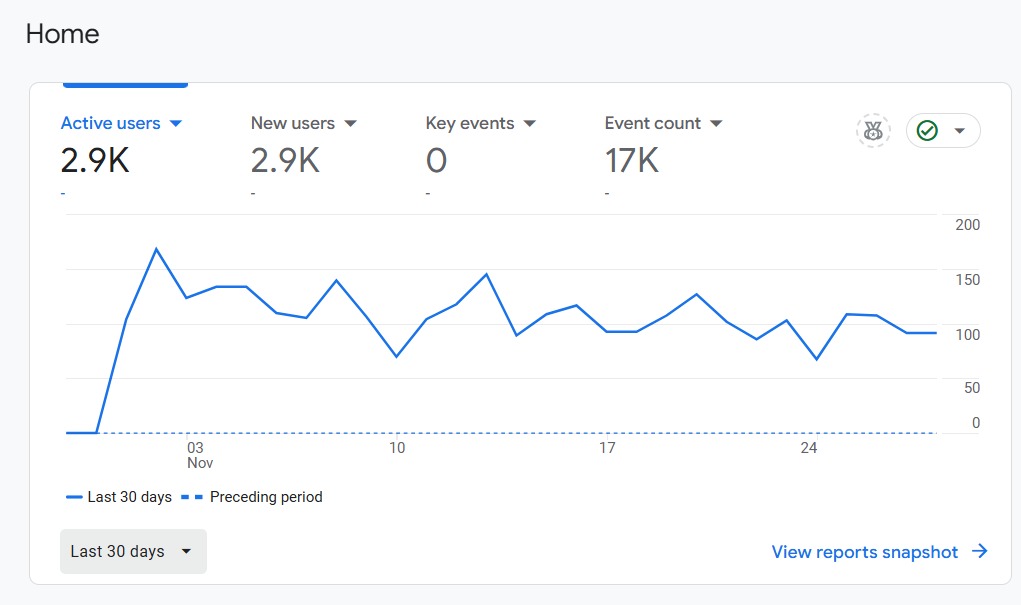 Home
Active users New users Key events Event count
2.9K 2.9K 0 17K
- - - -
200
150
100
50
0
03 10 17 24
Nov
Last 30 days Preceding period
Last 30 days View reports snapshot